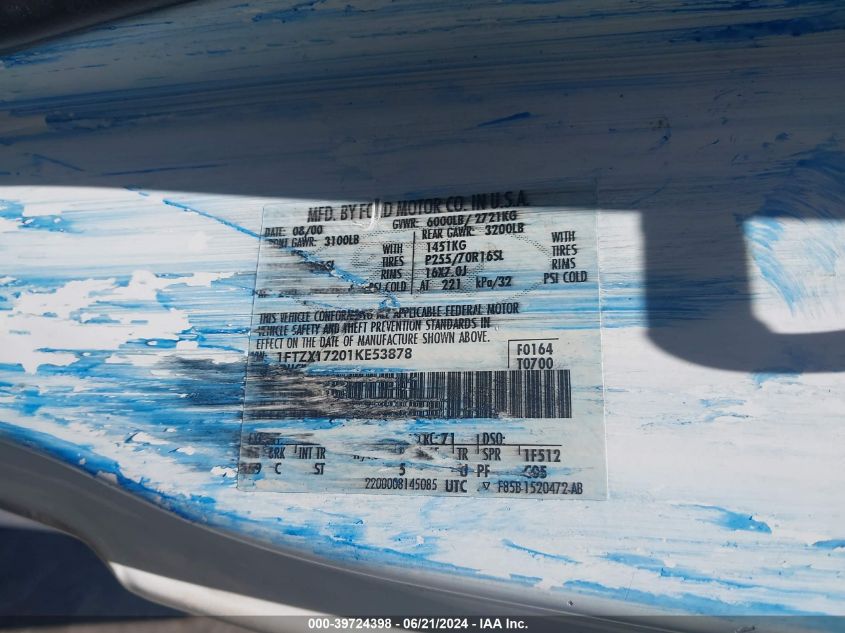 MFD. BY FORD MOTOR CO. IN U.S.A.
DATE: 08/00 GVWR: 6000LB / 2721KG
FRONT GAWR: 3100LB REAR GAWR: 3200LB
WITH 1451KG WITH
TIRES P255/70R16SL TIRES
RIMS 16X7.0J RIMS
PSI COLD AT 221 kPa/32 PSI COLD
THIS VEHICLE CONFORMS TO ALL APPLICABLE FEDERAL MOTOR
VEHICLE SAFETY AND THEFT PREVENTION STANDARDS IN
EFFECT ON THE DATE OF MANUFACTURE SHOWN ABOVE.
1FTZX17201KE53878 F0164
T0700
RC:71 DSO:
BRK INT TR TR SPR 1F512
9 C ST 5 U PF
2200008145085 UTC ▽ F85B-1520472-AB
000-39724398 - 06/21/2024 - IAA Inc.